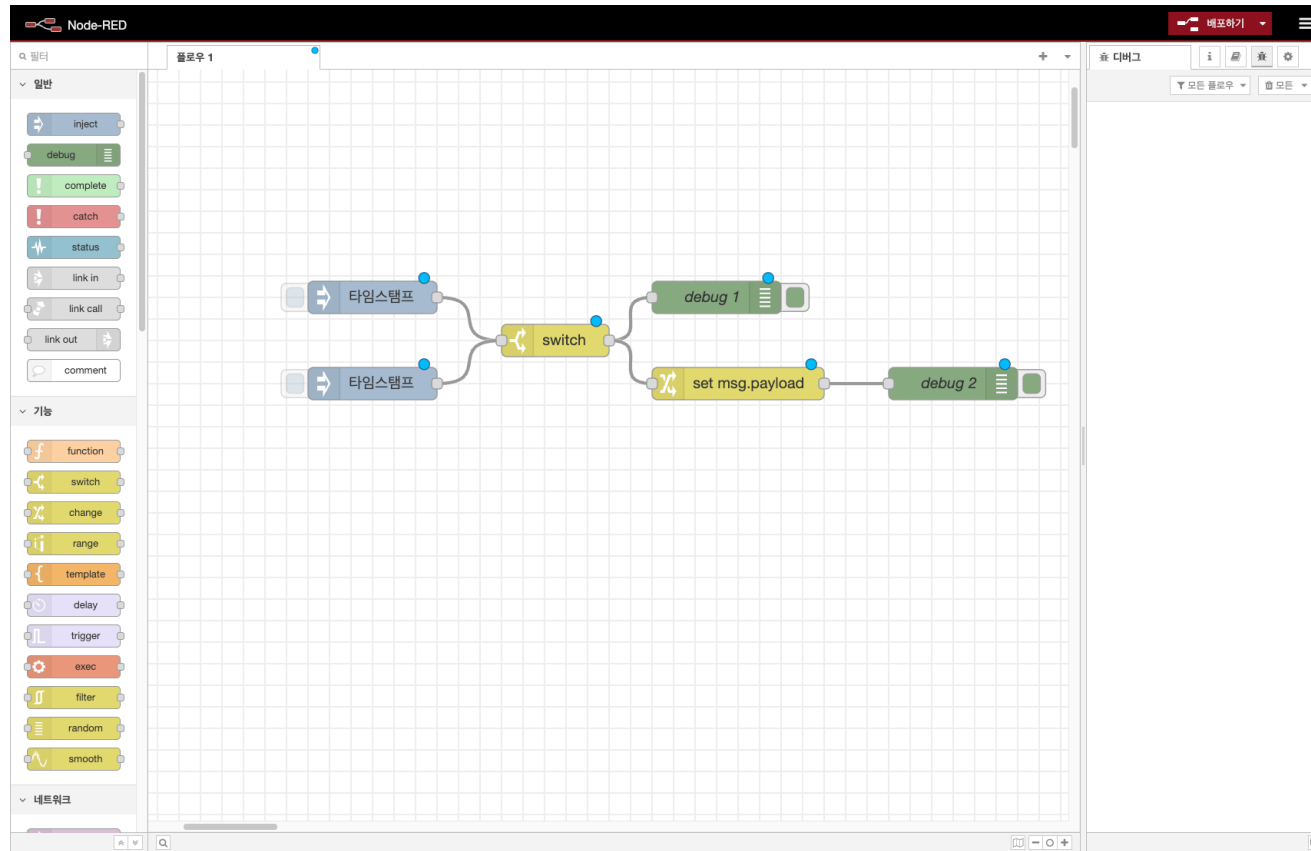 Node-RED
배포하기
필터
플로우 1
디버그
i
일반
모든 플로우
모든
inject
debug
complete
catch
status
link in
link call
link out
comment
타임스탬프
debug 1
switch
타임스탬프
set msg.payload
debug 2
기능
function
switch
change
range
template
delay
trigger
exec
filter
random
smooth
네트워크